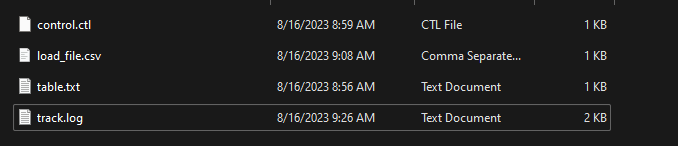 control.ctl 8/16/2023 8:59 AM CTL File 1 KB
load_file.csv 8/16/2023 9:08 AM Comma Separate... 1 KB
table.txt 8/16/2023 8:56 AM Text Document 1 KB
track.log 8/16/2023 9:26 AM Text Document 2 KB